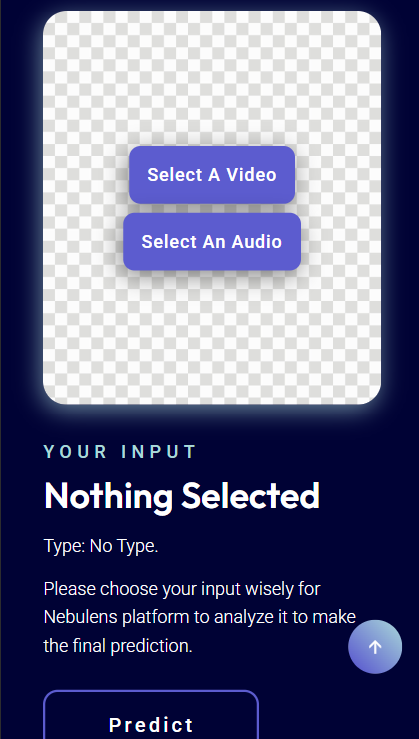 Select A Video
Select An Audio
YOUR INPUT
Nothing Selected
Type: No Type.
Please choose your input wisely for
Nebulens platform to analyze it to make
the final prediction.
Predict